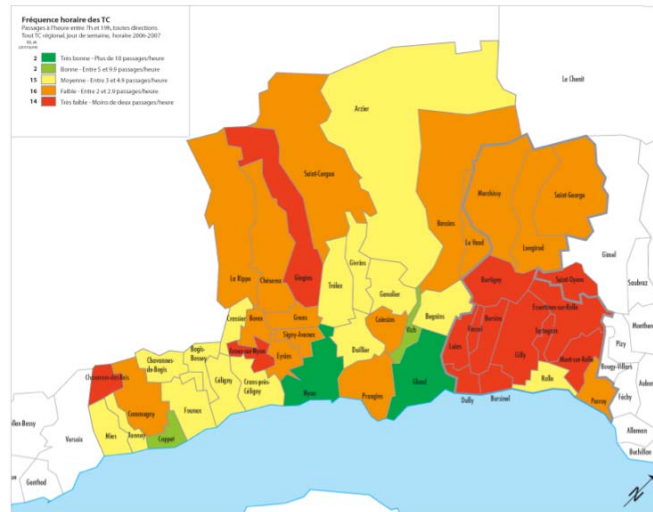 Fréquence horaire des TC
Passages à l'heure entre 7h et 19h, toutes directions
Tout TC régional, jour de semaine, horaire 2006-2007
Nb. de
communes
2 Très bonne - Plus de 10 passages/heure
2 Bonne - Entre 5 et 9.9 passages/heure
15 Moyenne - Entre 3 et 4.9 passages/heure
16 Faible - Entre 2 et 2.9 passages/heure
14 Très faible - Moins de deux passages/heure
Le Chenit
Arzier
Saint-Cergue
Marchissy
Saint-George
Bassins
Le Vaud
Longirod
Gimel
La Rippe
Chéserex
Gingins
Givrins
Trélex
Genolier
Burtigny
Saint-Oyens
Saubraz
Essertines-sur-Rolle
Begnins
Crassier
Borex
Grens
Signy-Avenex
Coinsins
Vich
Vinzel
Bursins
Tartegnin
Luins
Gilly
Mont-sur-Rolle
Pizy
Montherod
Bougy-Villars
Arnex-sur-Nyon
Eysins
Duillier
Chavannes-de-Bogis
Bogis-Bossey
Chavannes-des-Bois
Céligny
Crans-près-Céligny
Nyon
Prangins
Gland
Rolle
Perroy
Féchy
Dully
Bursinel
Commugny
Founex
Mies
Tannay
Coppet
Versoix
Genthod
Allaman
Buchillon
N